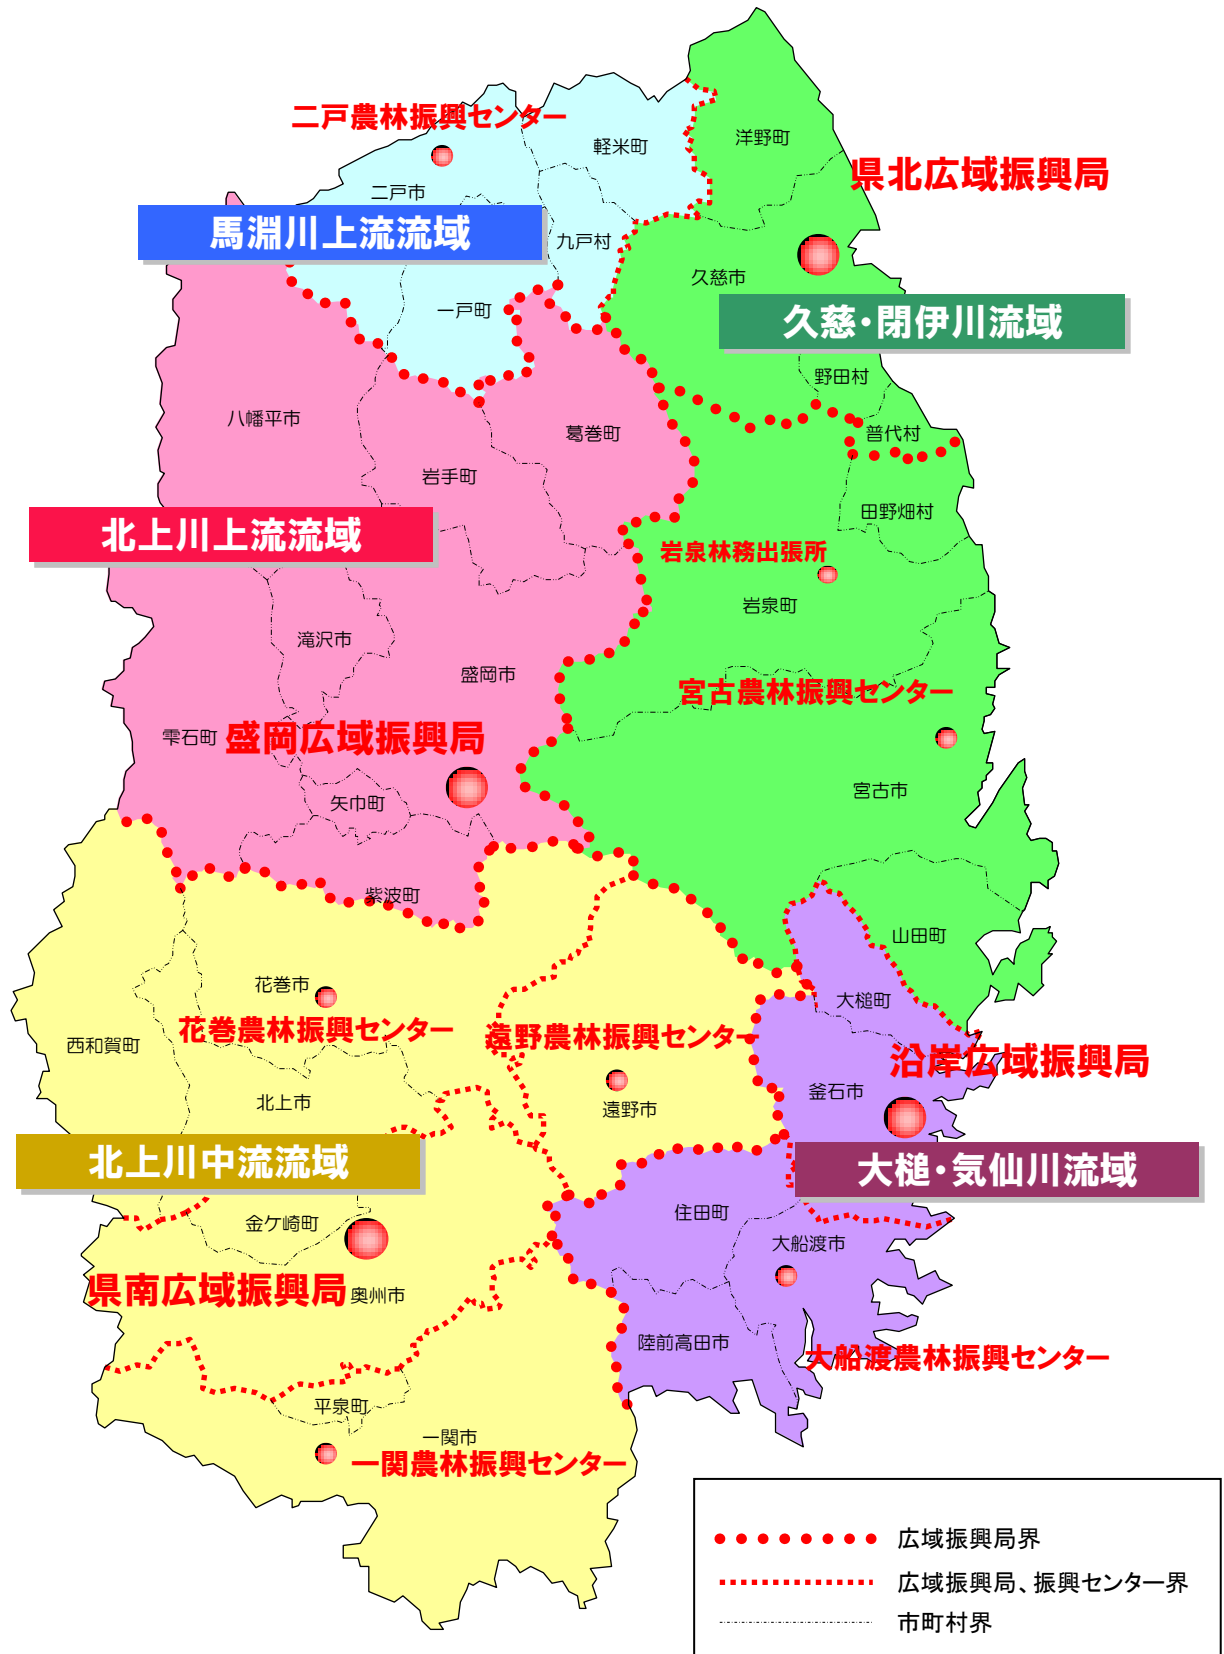 二戸農林振興センター
軽米町
洋野町
県北広域振興局
二戸市
馬淵川上流流域
九戸村
久慈市
一戸町
久慈・閉伊川流域
野田村
八幡平市
葛巻町
普代村
岩手町
田野畑村
北上川上流流域
岩泉林務出張所
岩泉町
滝沢市
盛岡市
宮古農林振興センター
雫石町
盛岡広域振興局
宮古市
矢巾町
紫波町
山田町
花巻市
大槌町
花巻農林振興センター
遠野農林振興センター
西和賀町
沿岸広域振興局
釜石市
北上市
遠野市
北上川中流流域
大槌・気仙川流域
金ケ崎町
住田町
大船渡市
県南広域振興局
奥州市
陸前高田市
大船渡農林振興センター
平泉町
一関市
一関農林振興センター
広域振興局界
広域振興局、振興センター界
市町村界